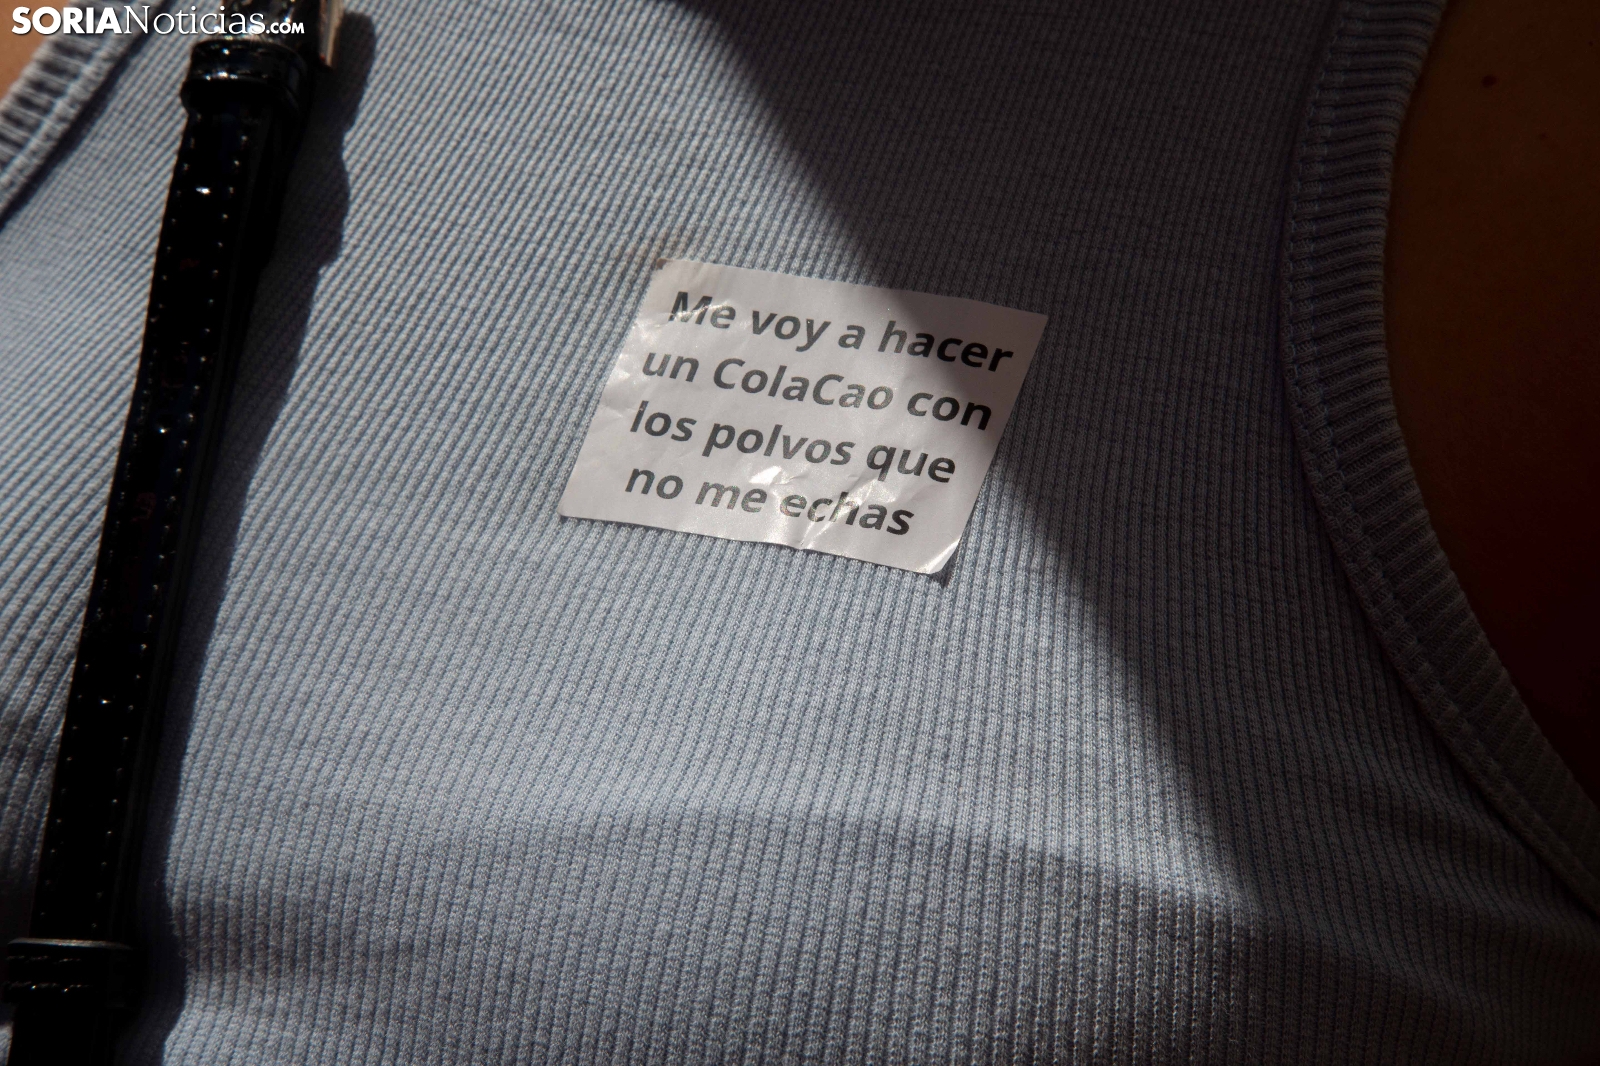 SORIANoticias.com
Me voy a hacer
un ColaCao con
los polvos que
no me echas